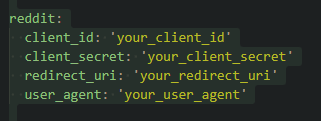 reddit:
  client_id: 'your_client_id'
  client_secret: 'your_client_secret'
  redirect_uri: 'your_redirect_uri'
  user_agent: 'your_user_agent'